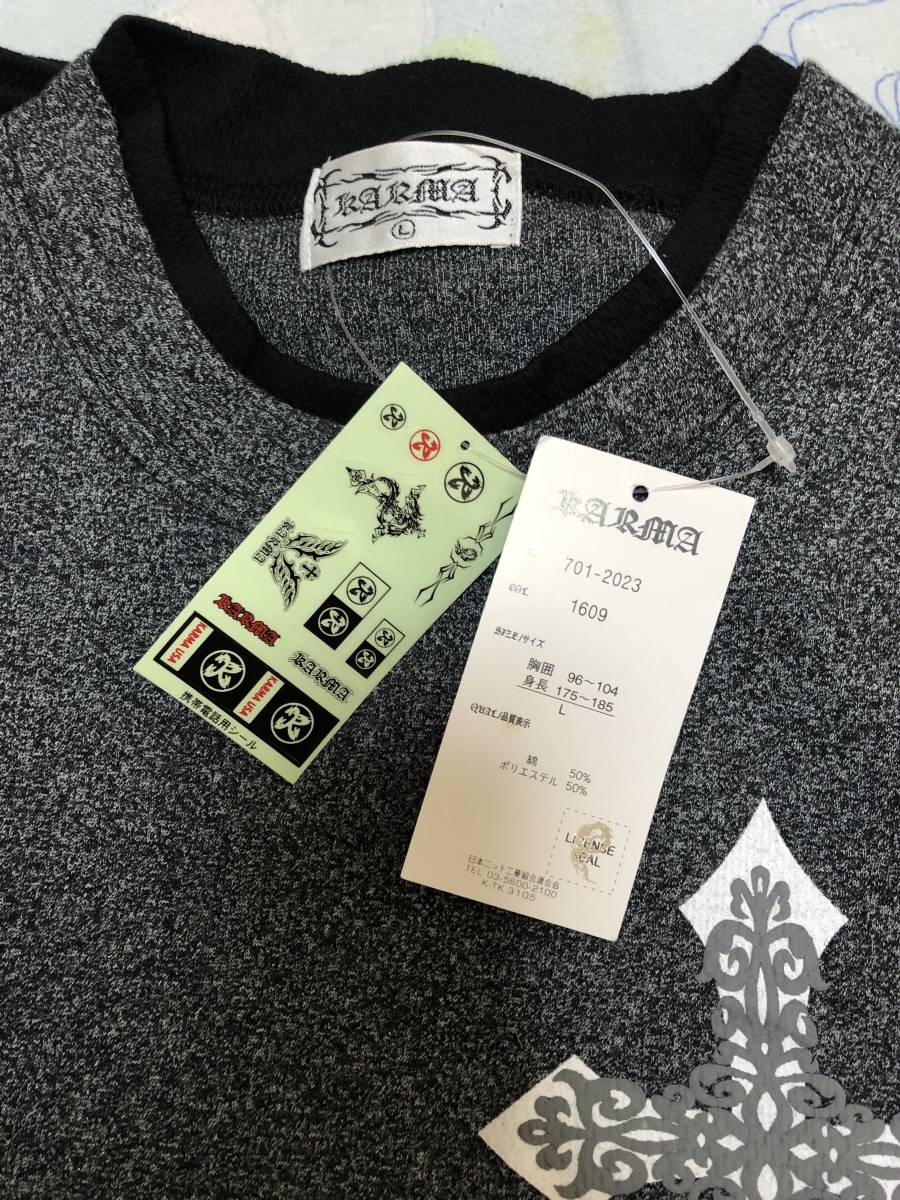 KARMA
L
KARMA
KARMA
KARMA
KARMA USA
KARMA USA
携帯電話用シール
KARMA
701-2023
COL
1609
SIZE/サイズ
胸囲 96~104
身長 175~185
L
QUAL/品質表示
綿 50%
ポリエステル 50%
LICENSE
SEAL
日本ニット工業組合連合会
TEL 03-5600-2100
K-TK 3105